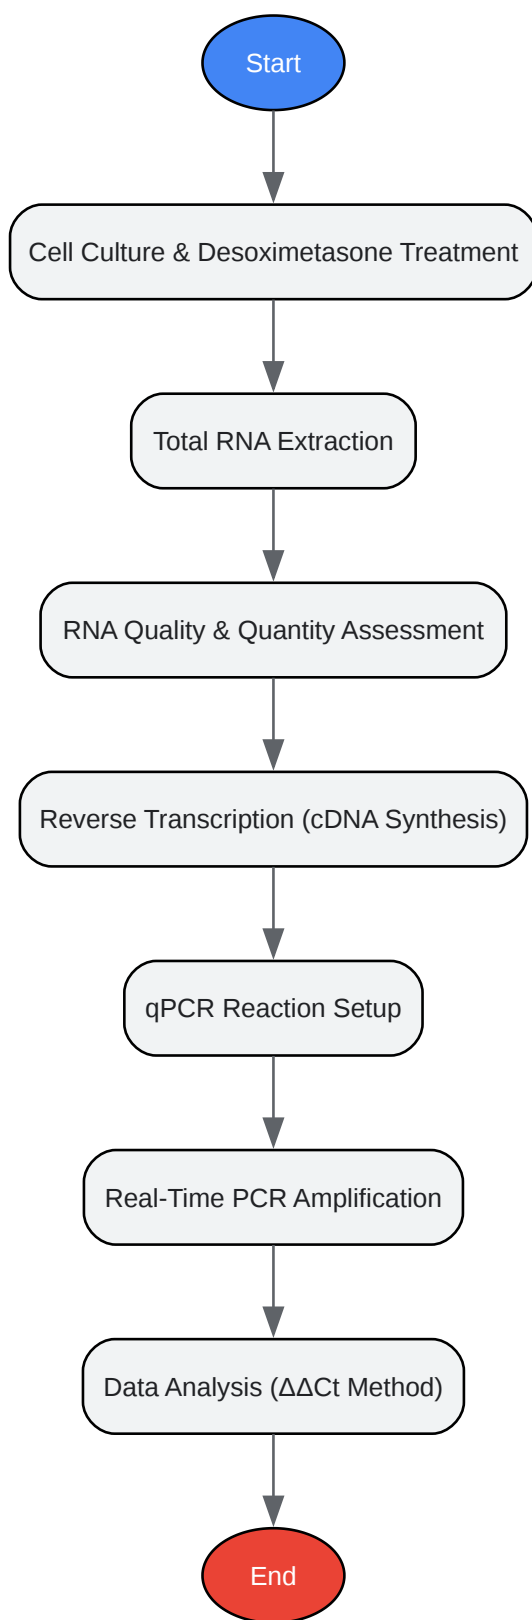 Start
Cell Culture & Desoximetasone Treatment
Total RNA Extraction
RNA Quality & Quantity Assessment
Reverse Transcription (cDNA Synthesis)
qPCR Reaction Setup
Real-Time PCR Amplification
Data Analysis (ΔΔCt Method)
End